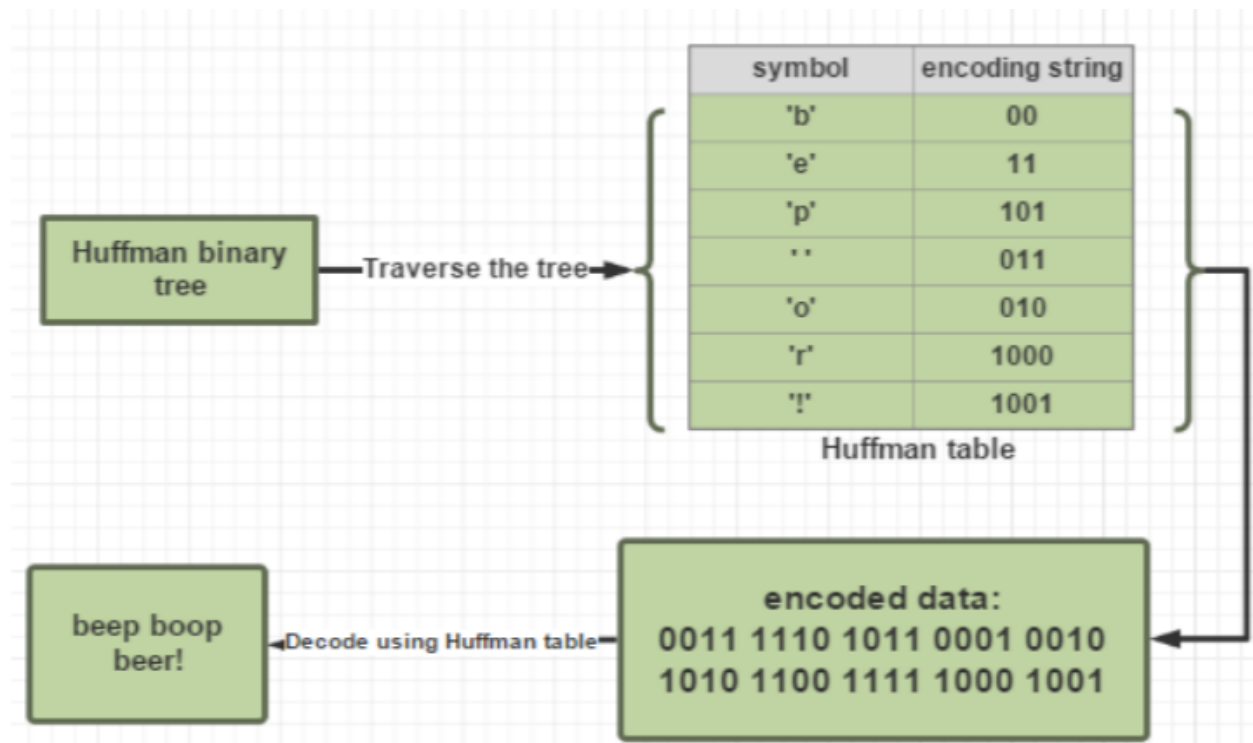 Huffman binary
tree
Traverse the tree
symbol encoding string
'b' 00
'e' 11
'p' 101
' ' 011
'o' 010
'r' 1000
'!' 1001
Huffman table
encoded data:
0011 1110 1011 0001 0010
1010 1100 1111 1000 1001
Decode using Huffman table
beep boop
beer!